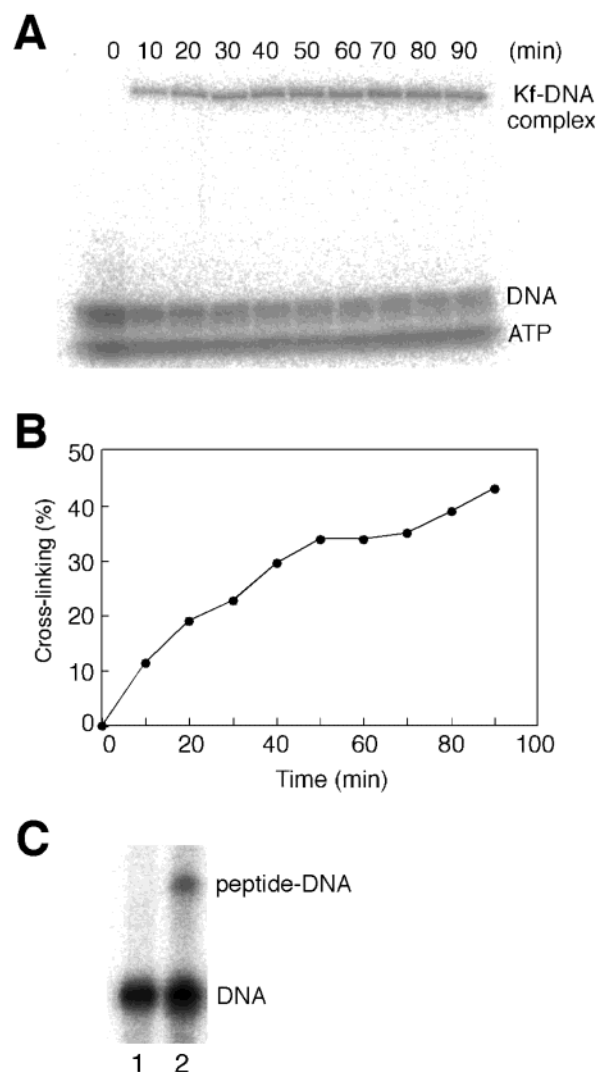 A
0 10 20 30 40 50 60 70 80 90 (min)
Kf-DNA
complex
DNA
ATP
B
50
40
30
20
10
0
Cross-linking (%)
0 20 40 60 80 100
Time (min)
C
peptide-DNA
DNA
1 2